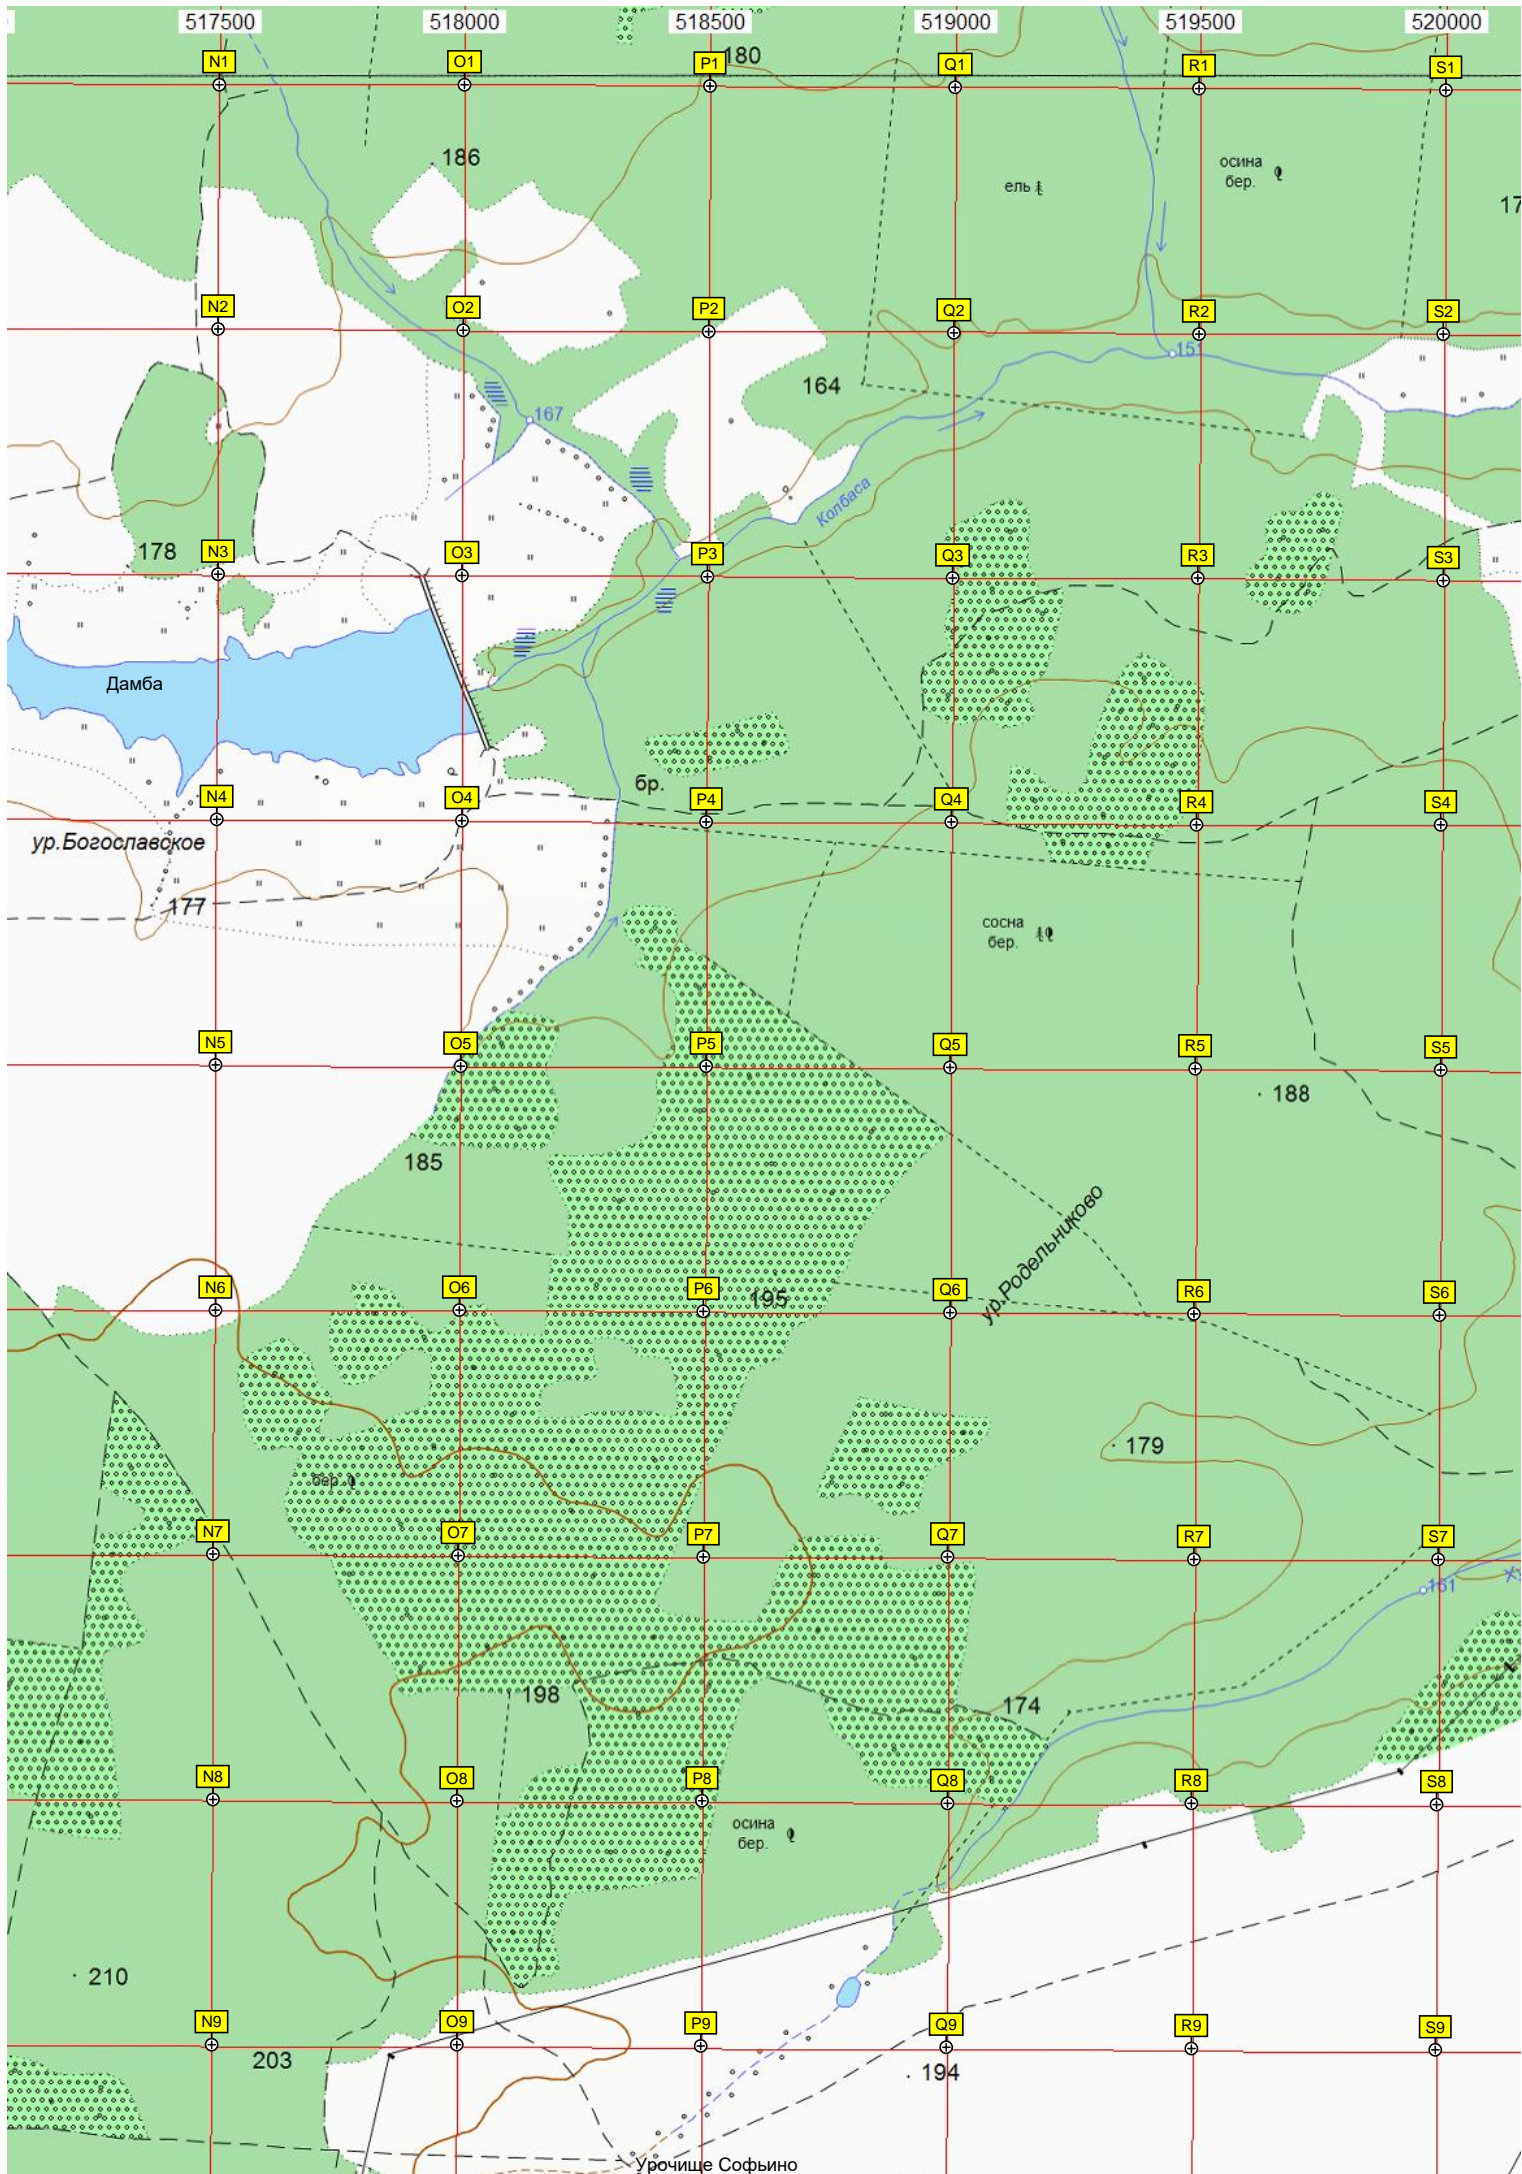 517500 518000 518500 519000 519500 520000
N1 O1 P1 180 Q1 R1 S1
186
осина
бер.
ель
17
N2 O2 P2 Q2 R2 S2
151
164
167
Колбаса
178 N3 O3 P3 Q3 R3 S3
Дамба
бр.
N4 O4 P4 Q4 R4 S4
ур.Богославское
177
сосна
бер.
N5 O5 P5 Q5 R5 S5
188
185
ур.Родельниково
N6 O6 P6 Q6 R6 S6
195
179
бер.
N7 O7 P7 Q7 R7 S7
161
198
174
N8 O8 P8 Q8 R8 S8
осина
бер.
210
N9 O9 P9 Q9 R9 S9
203
194
Урочище Софьино